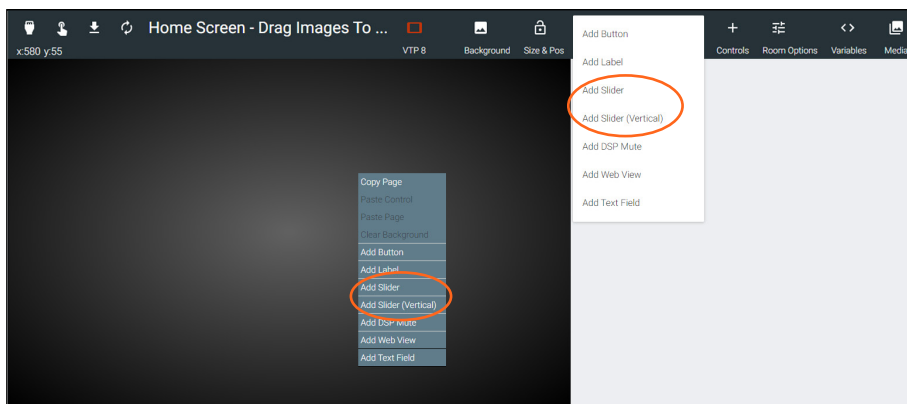 Home Screen - Drag Images To ...
x:580 y:55
VTP 8
Background
Size & Pos
Controls
Room Options
Variables
Media
Add Button
Add Label
Add Slider
Add Slider (Vertical)
Add DSP Mute
Add Web View
Add Text Field
Copy Page
Paste Control
Paste Page
Clear Background
Add Button
Add Label
Add Slider
Add Slider (Vertical)
Add DSP Mute
Add Web View
Add Text Field